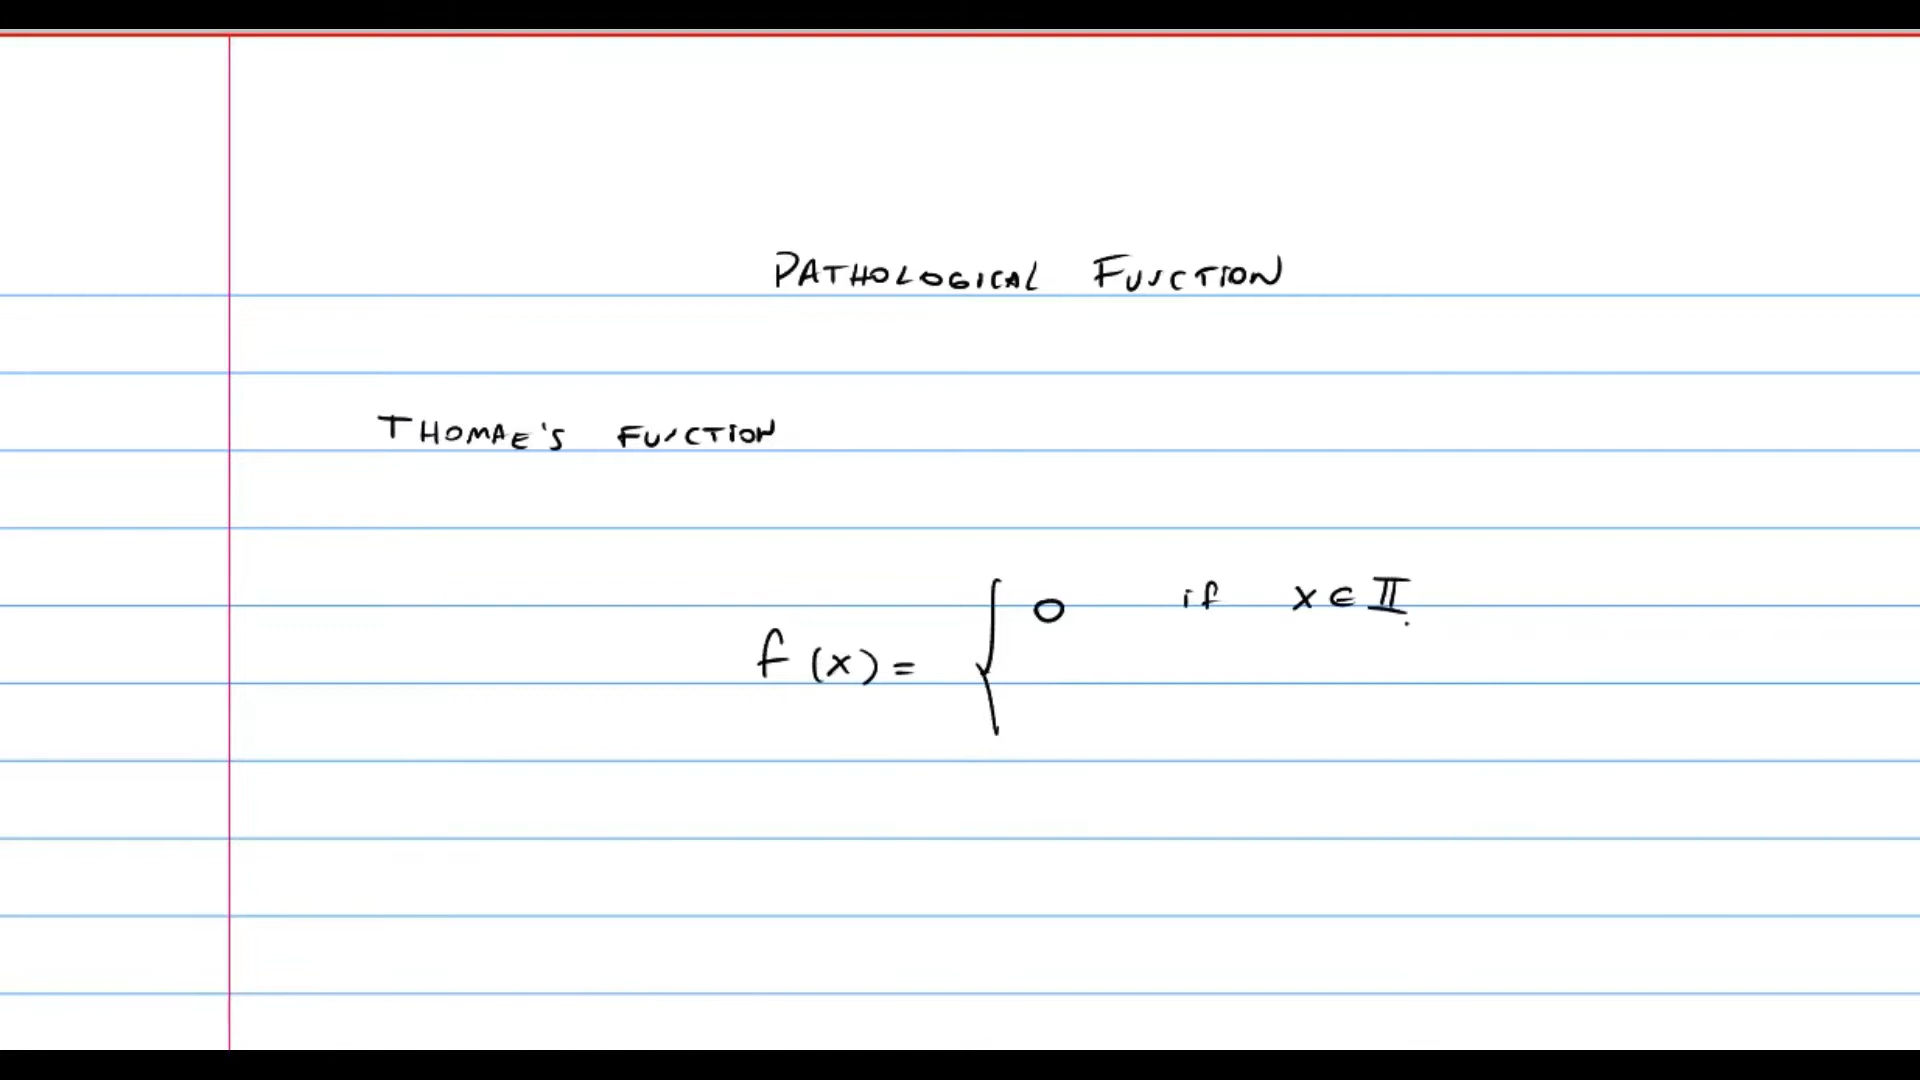 PATHOLOGICAL FUNCTION
THOMAE'S FUNCTION
f(x) = { 0 if x ∈ 𝕀